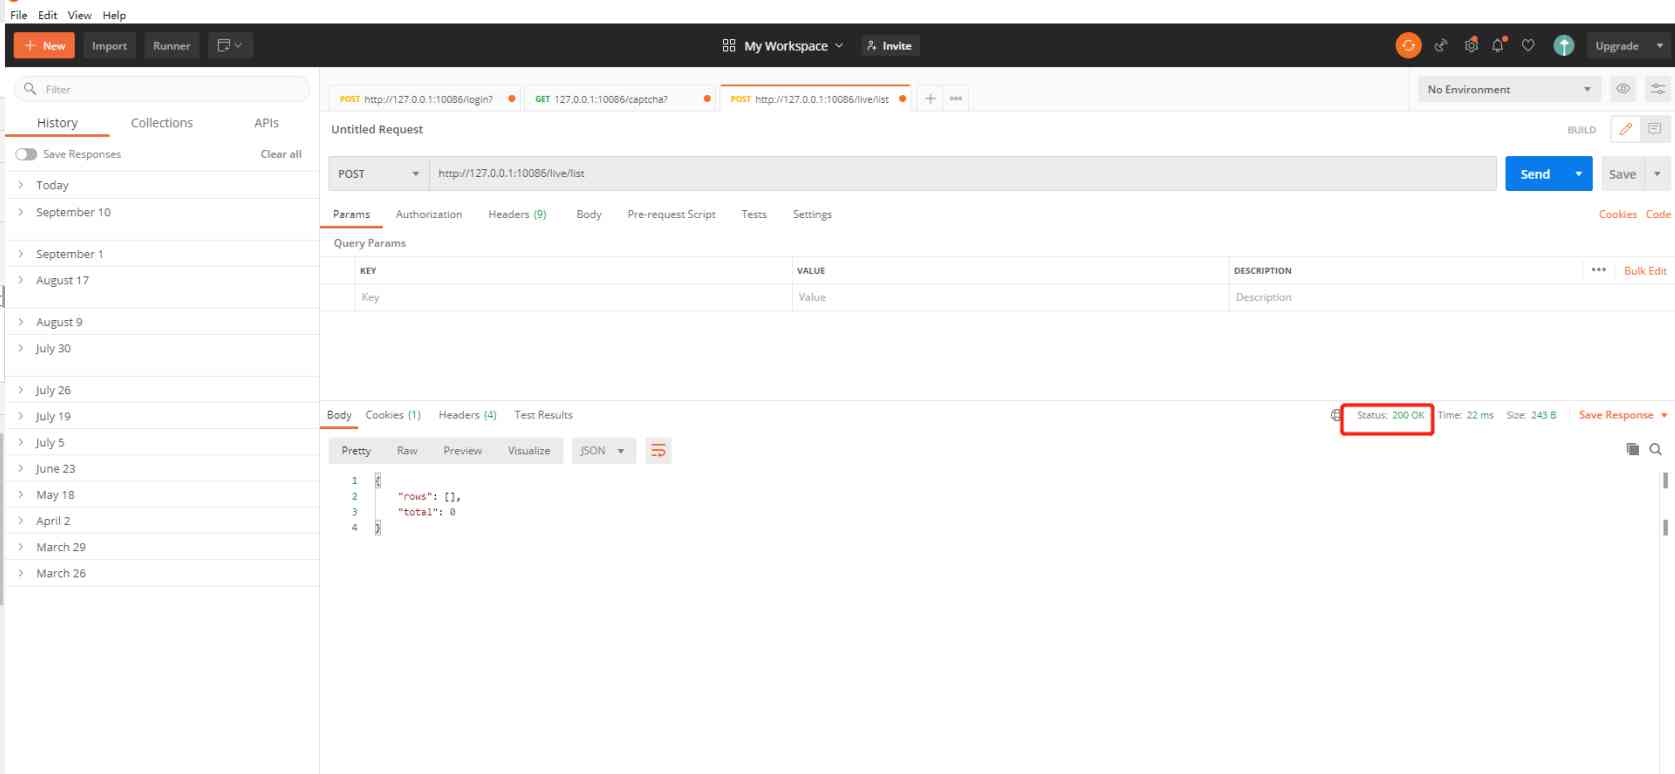 File Edit View Help
New Import Runner My Workspace Invite Upgrade
Filter
History Collections APIs
Save Responses Clear all
Today
September 10
September 1
August 17
August 9
July 30
July 26
July 19
July 5
June 23
May 18
April 2
March 29
March 26
POST http://127.0.0.1:10086/login? GET 127.0.0.1:10086/captcha? POST http://127.0.0.1:10086/live/list No Environment
Untitled Request BUILD
POST http://127.0.0.1:10086/live/list Send Save
Params Authorization Headers (9) Body Pre-request Script Tests Settings Cookies Code
Query Params
KEY VALUE DESCRIPTION Bulk Edit
Key Value Description
Body Cookies (1) Headers (4) Test Results Status: 200 OK Time: 22 ms Size: 243 B Save Response
Pretty Raw Preview Visualize JSON
1 {
2 "rows": [],
3 "total": 0
4 }